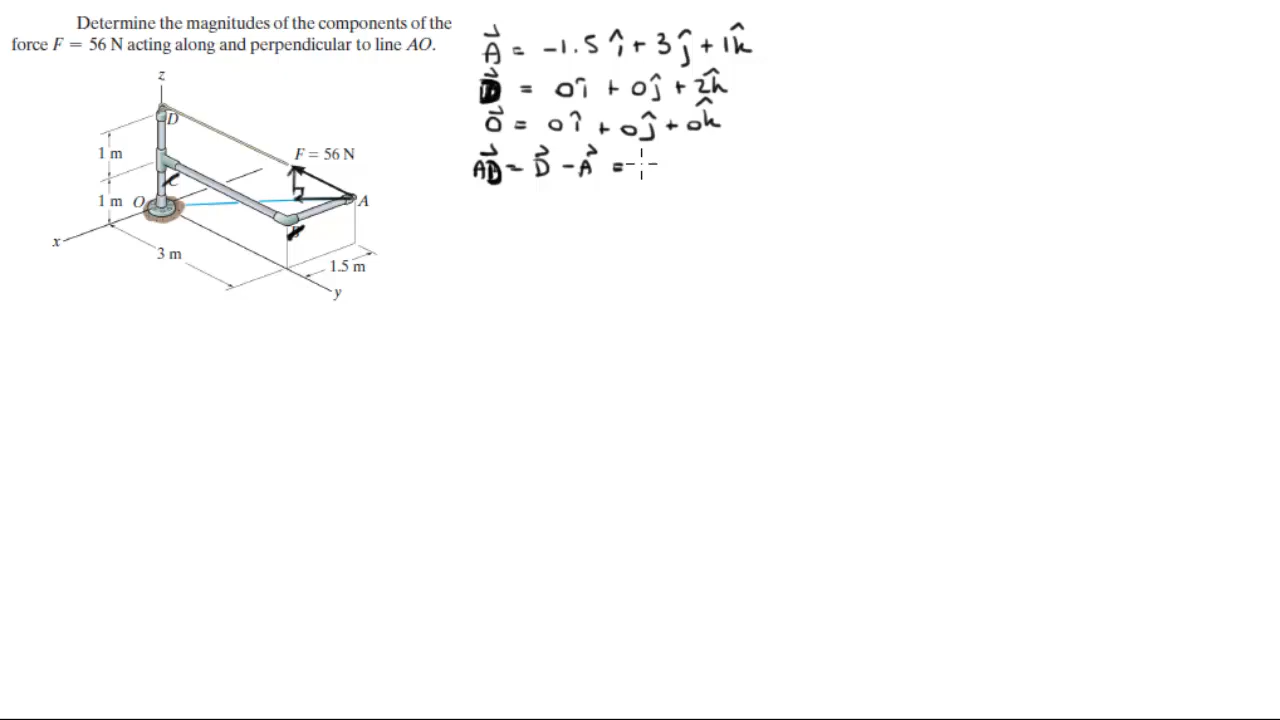 Determine the magnitudes of the components of the
force F = 56 N acting along and perpendicular to line AO.
z
D
1 m
F = 56 N
C
1 m
O
A
x
3 m
B
1.5 m
y
A⃗ = -1.5 î + 3 ĵ + 1k̂
D⃗ = 0î + 0ĵ + 2k̂
O⃗ = 0î + 0ĵ + 0k̂
AD⃗ = D⃗ - A⃗ =